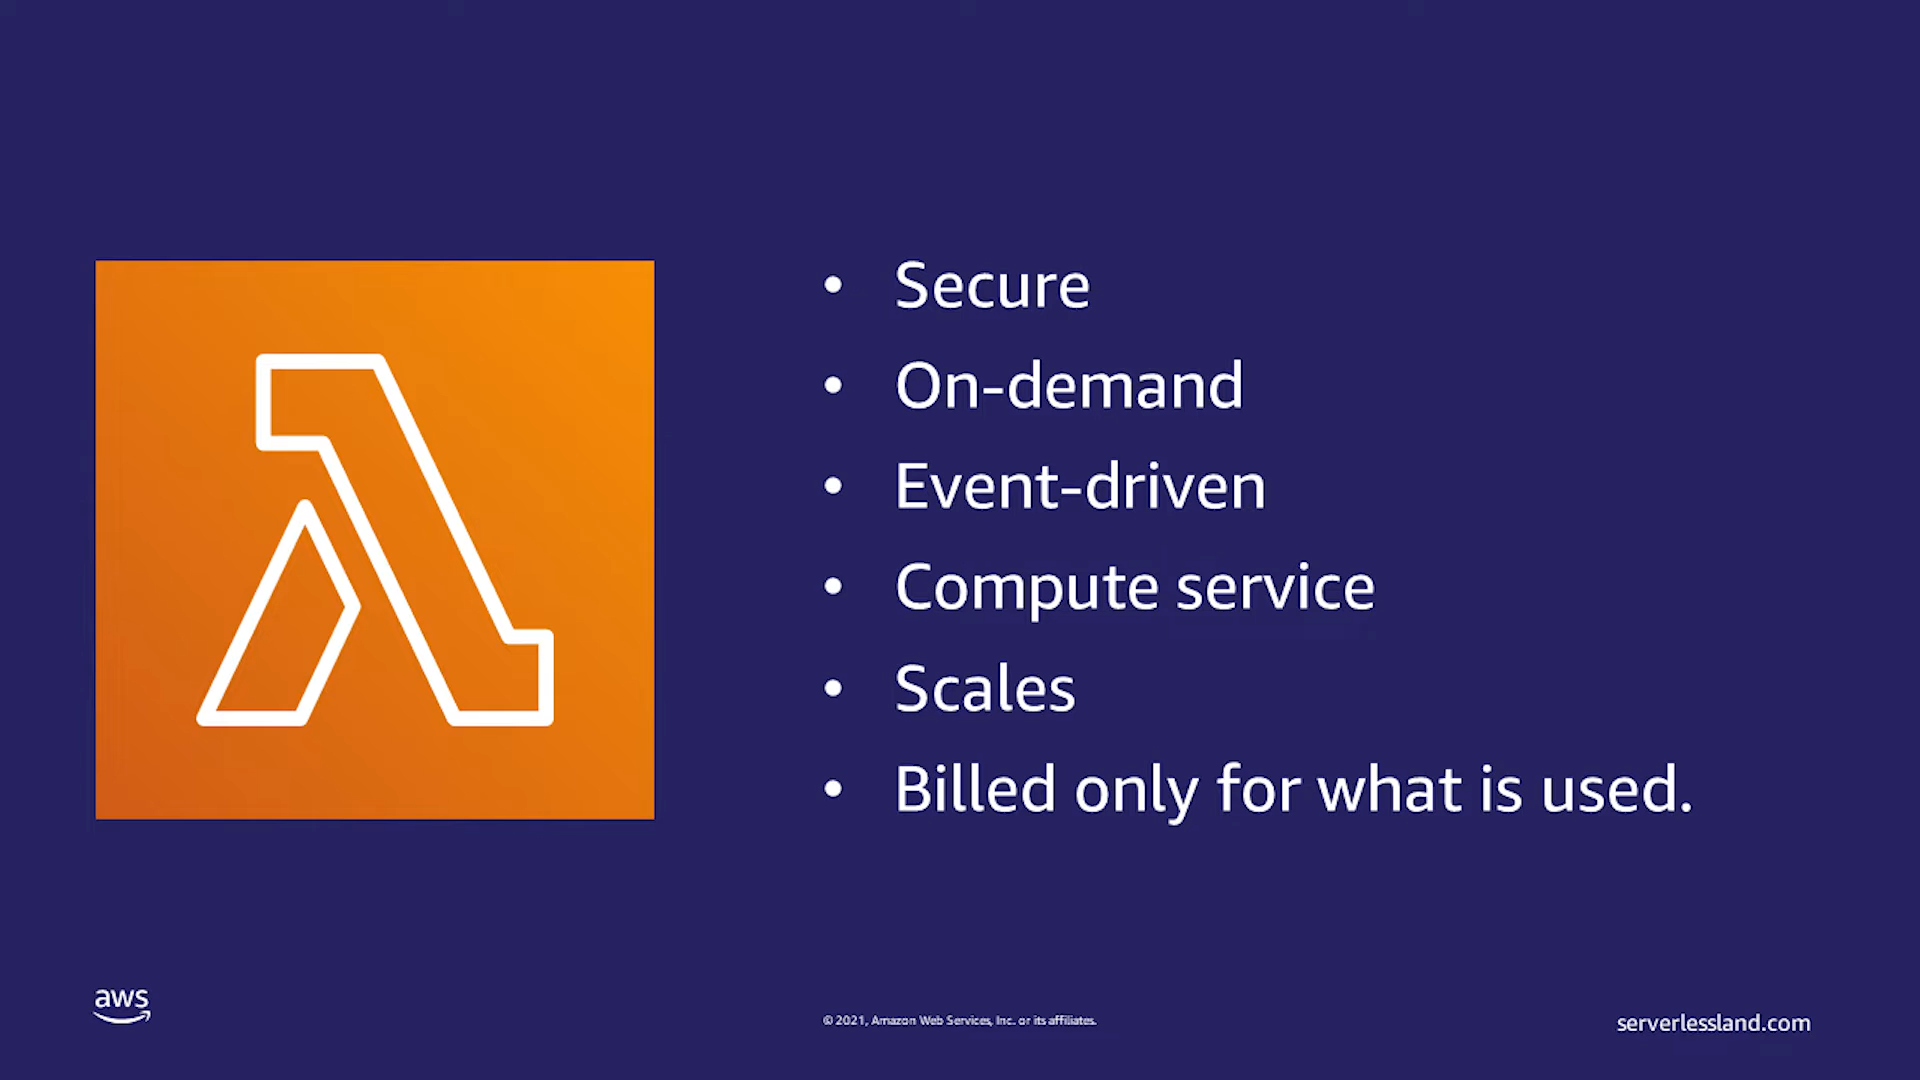 • Secure
• On-demand
• Event-driven
• Compute service
• Scales
• Billed only for what is used.
aws
© 2021, Amazon Web Services, Inc. or its affiliates.
serverlessland.com